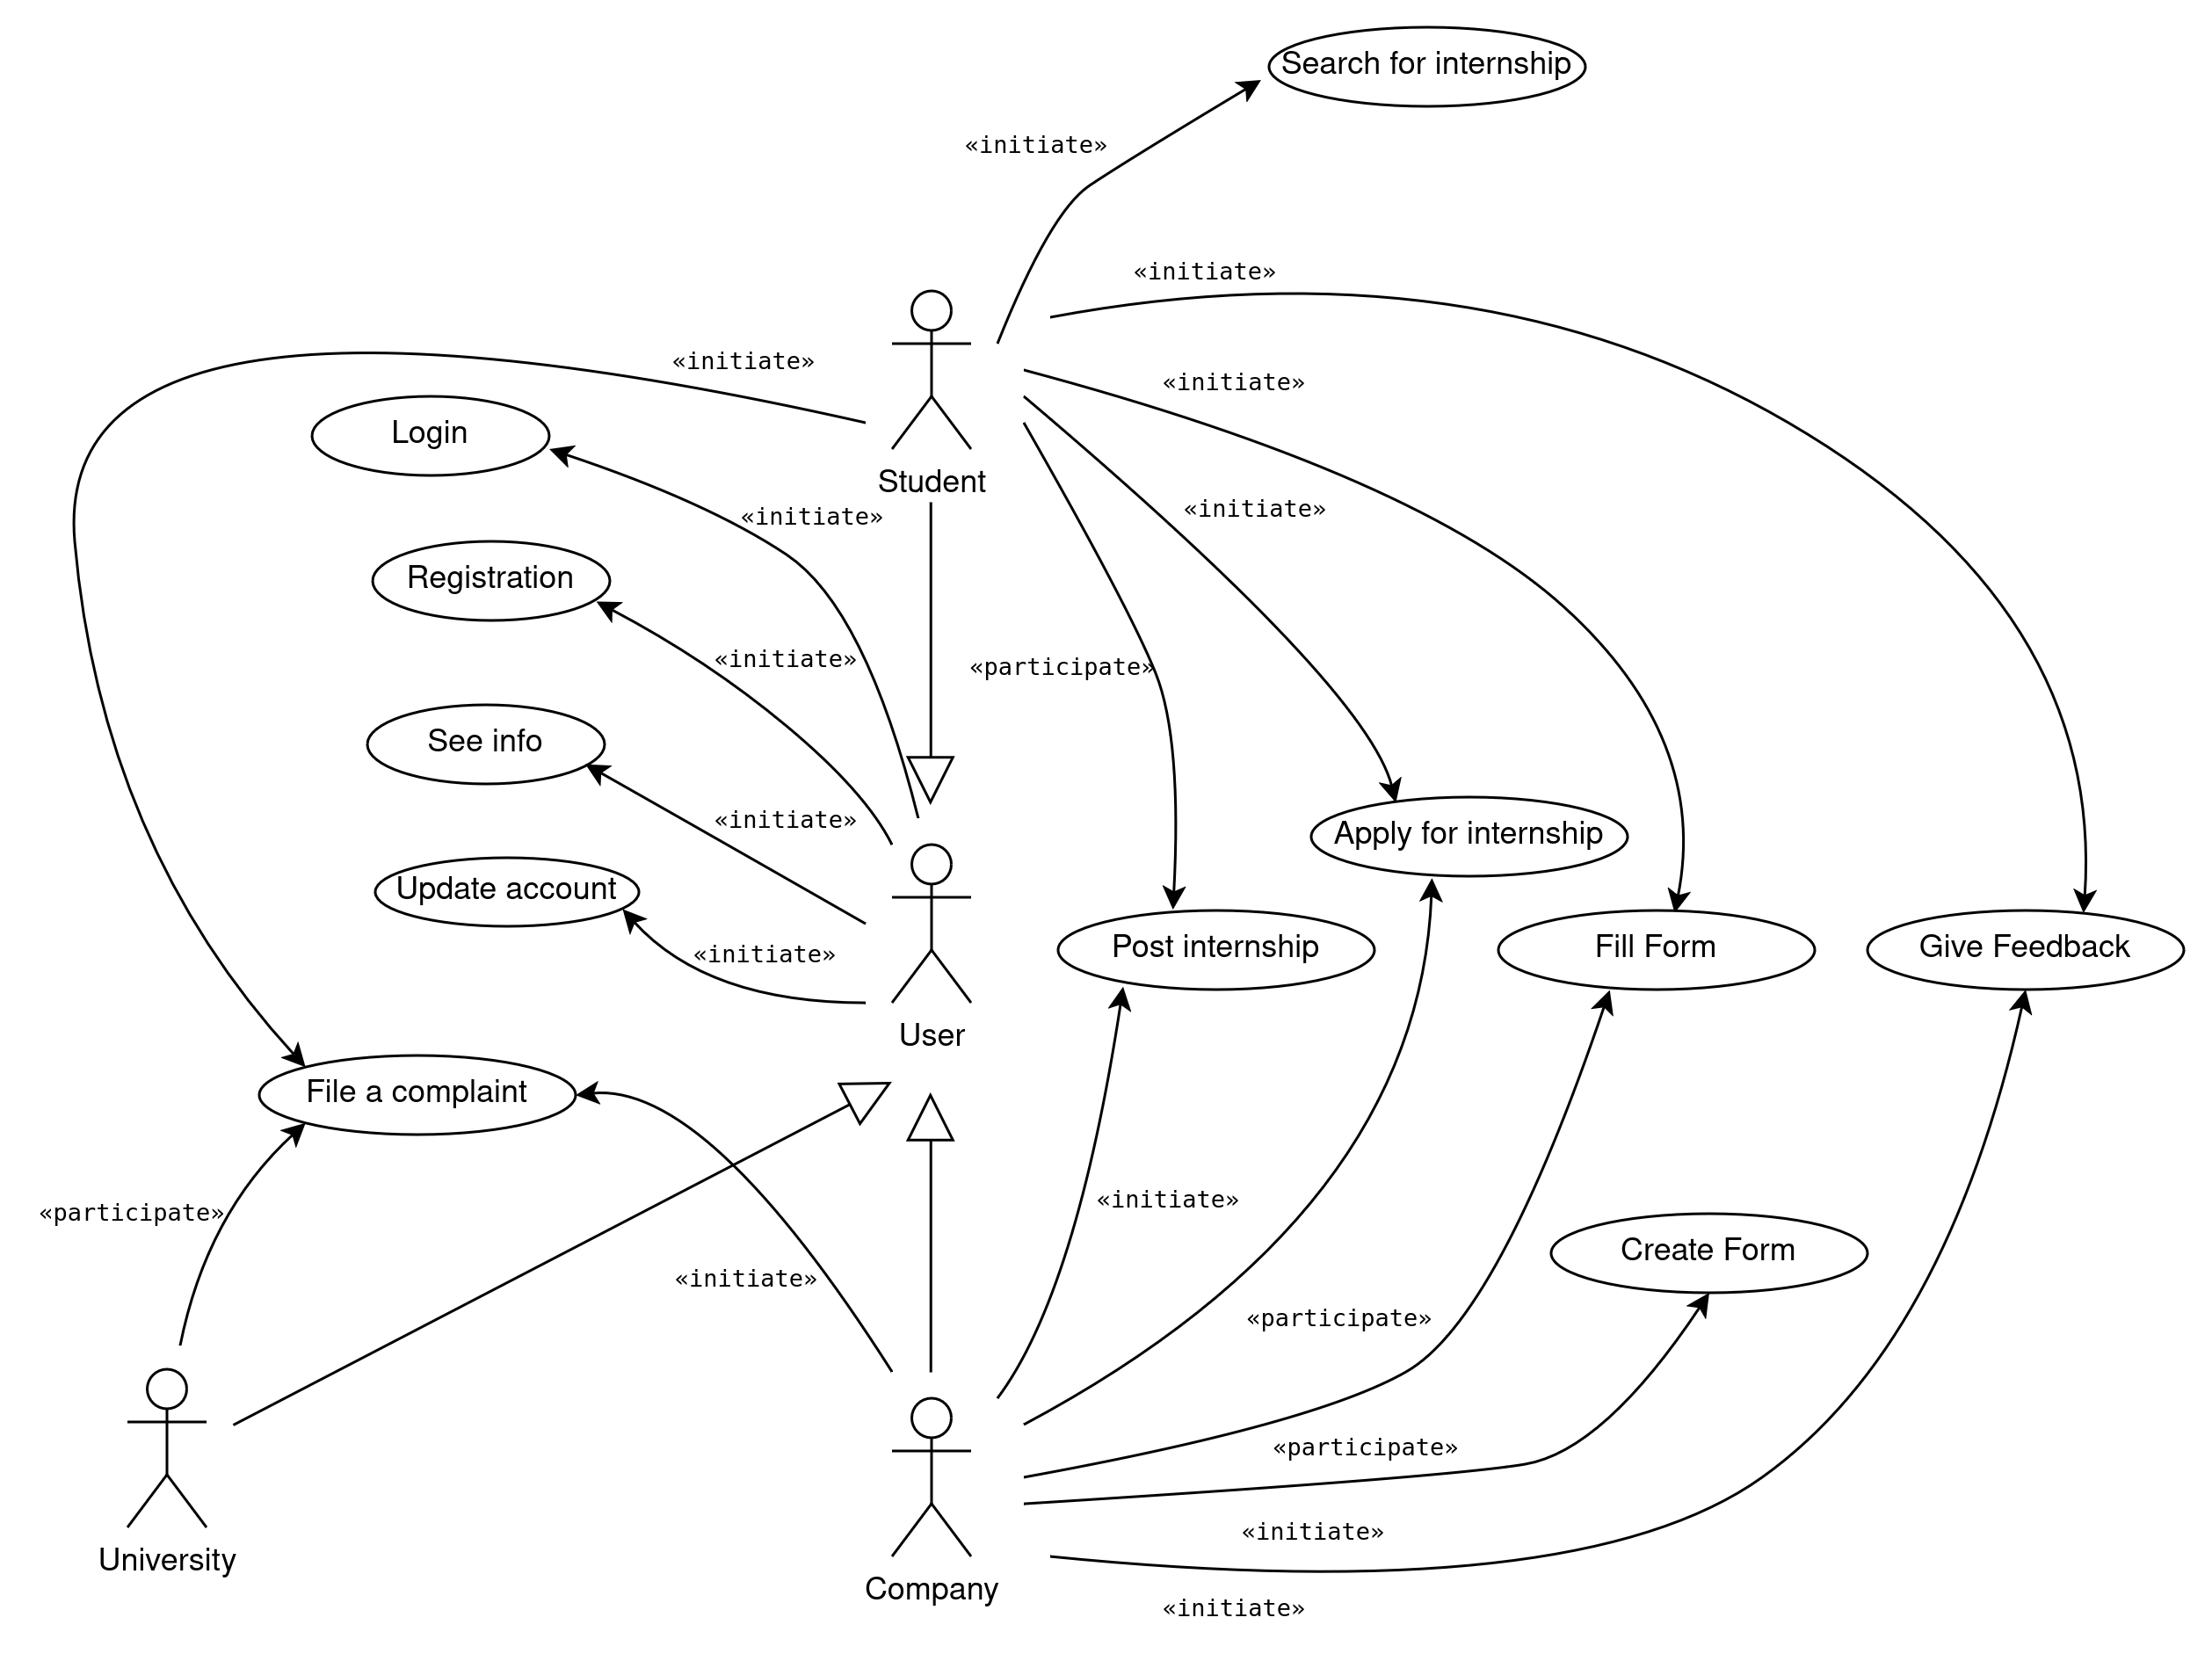 Search for internship
«initiate»
«initiate»
«initiate»
«initiate»
Login
Student
«initiate»
«initiate»
Registration
«initiate»
«participate»
See info
«initiate»
Apply for internship
Update account
«initiate»
Post internship
Fill Form
Give Feedback
User
File a complaint
«participate»
«initiate»
Create Form
«initiate»
«participate»
«participate»
«initiate»
University
Company
«initiate»